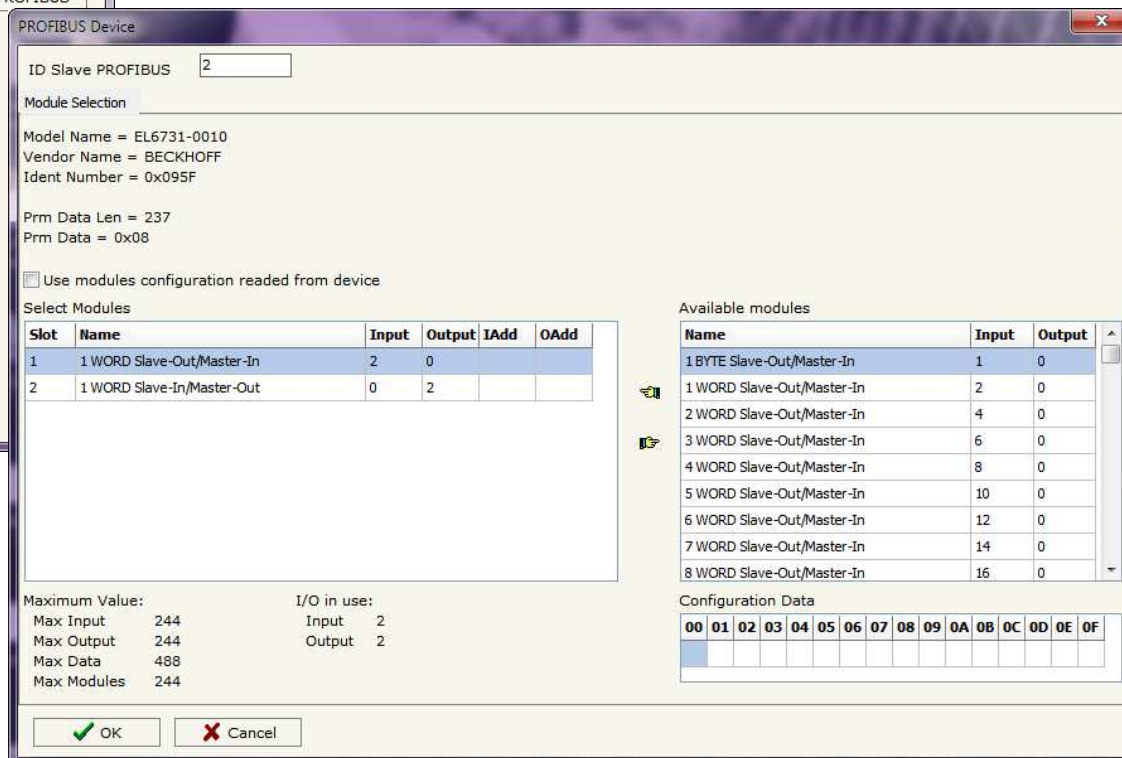 PROFIBUS Device
ID Slave PROFIBUS 2
Module Selection
Model Name = EL6731-0010
Vendor Name = BECKHOFF
Ident Number = 0x095F
Prm Data Len = 237
Prm Data = 0x08
Use modules configuration readed from device
Select Modules
Slot Name Input Output IAdd OAdd
1 1 WORD Slave-Out/Master-In 2 0
2 1 WORD Slave-In/Master-Out 0 2
Available modules
Name Input Output
1 BYTE Slave-Out/Master-In 1 0
1 WORD Slave-Out/Master-In 2 0
2 WORD Slave-Out/Master-In 4 0
3 WORD Slave-Out/Master-In 6 0
4 WORD Slave-Out/Master-In 8 0
5 WORD Slave-Out/Master-In 10 0
6 WORD Slave-Out/Master-In 12 0
7 WORD Slave-Out/Master-In 14 0
8 WORD Slave-Out/Master-In 16 0
Maximum Value:
Max Input 244
Max Output 244
Max Data 488
Max Modules 244
I/O in use:
Input 2
Output 2
Configuration Data
00 01 02 03 04 05 06 07 08 09 0A 0B 0C 0D 0E 0F
OK Cancel